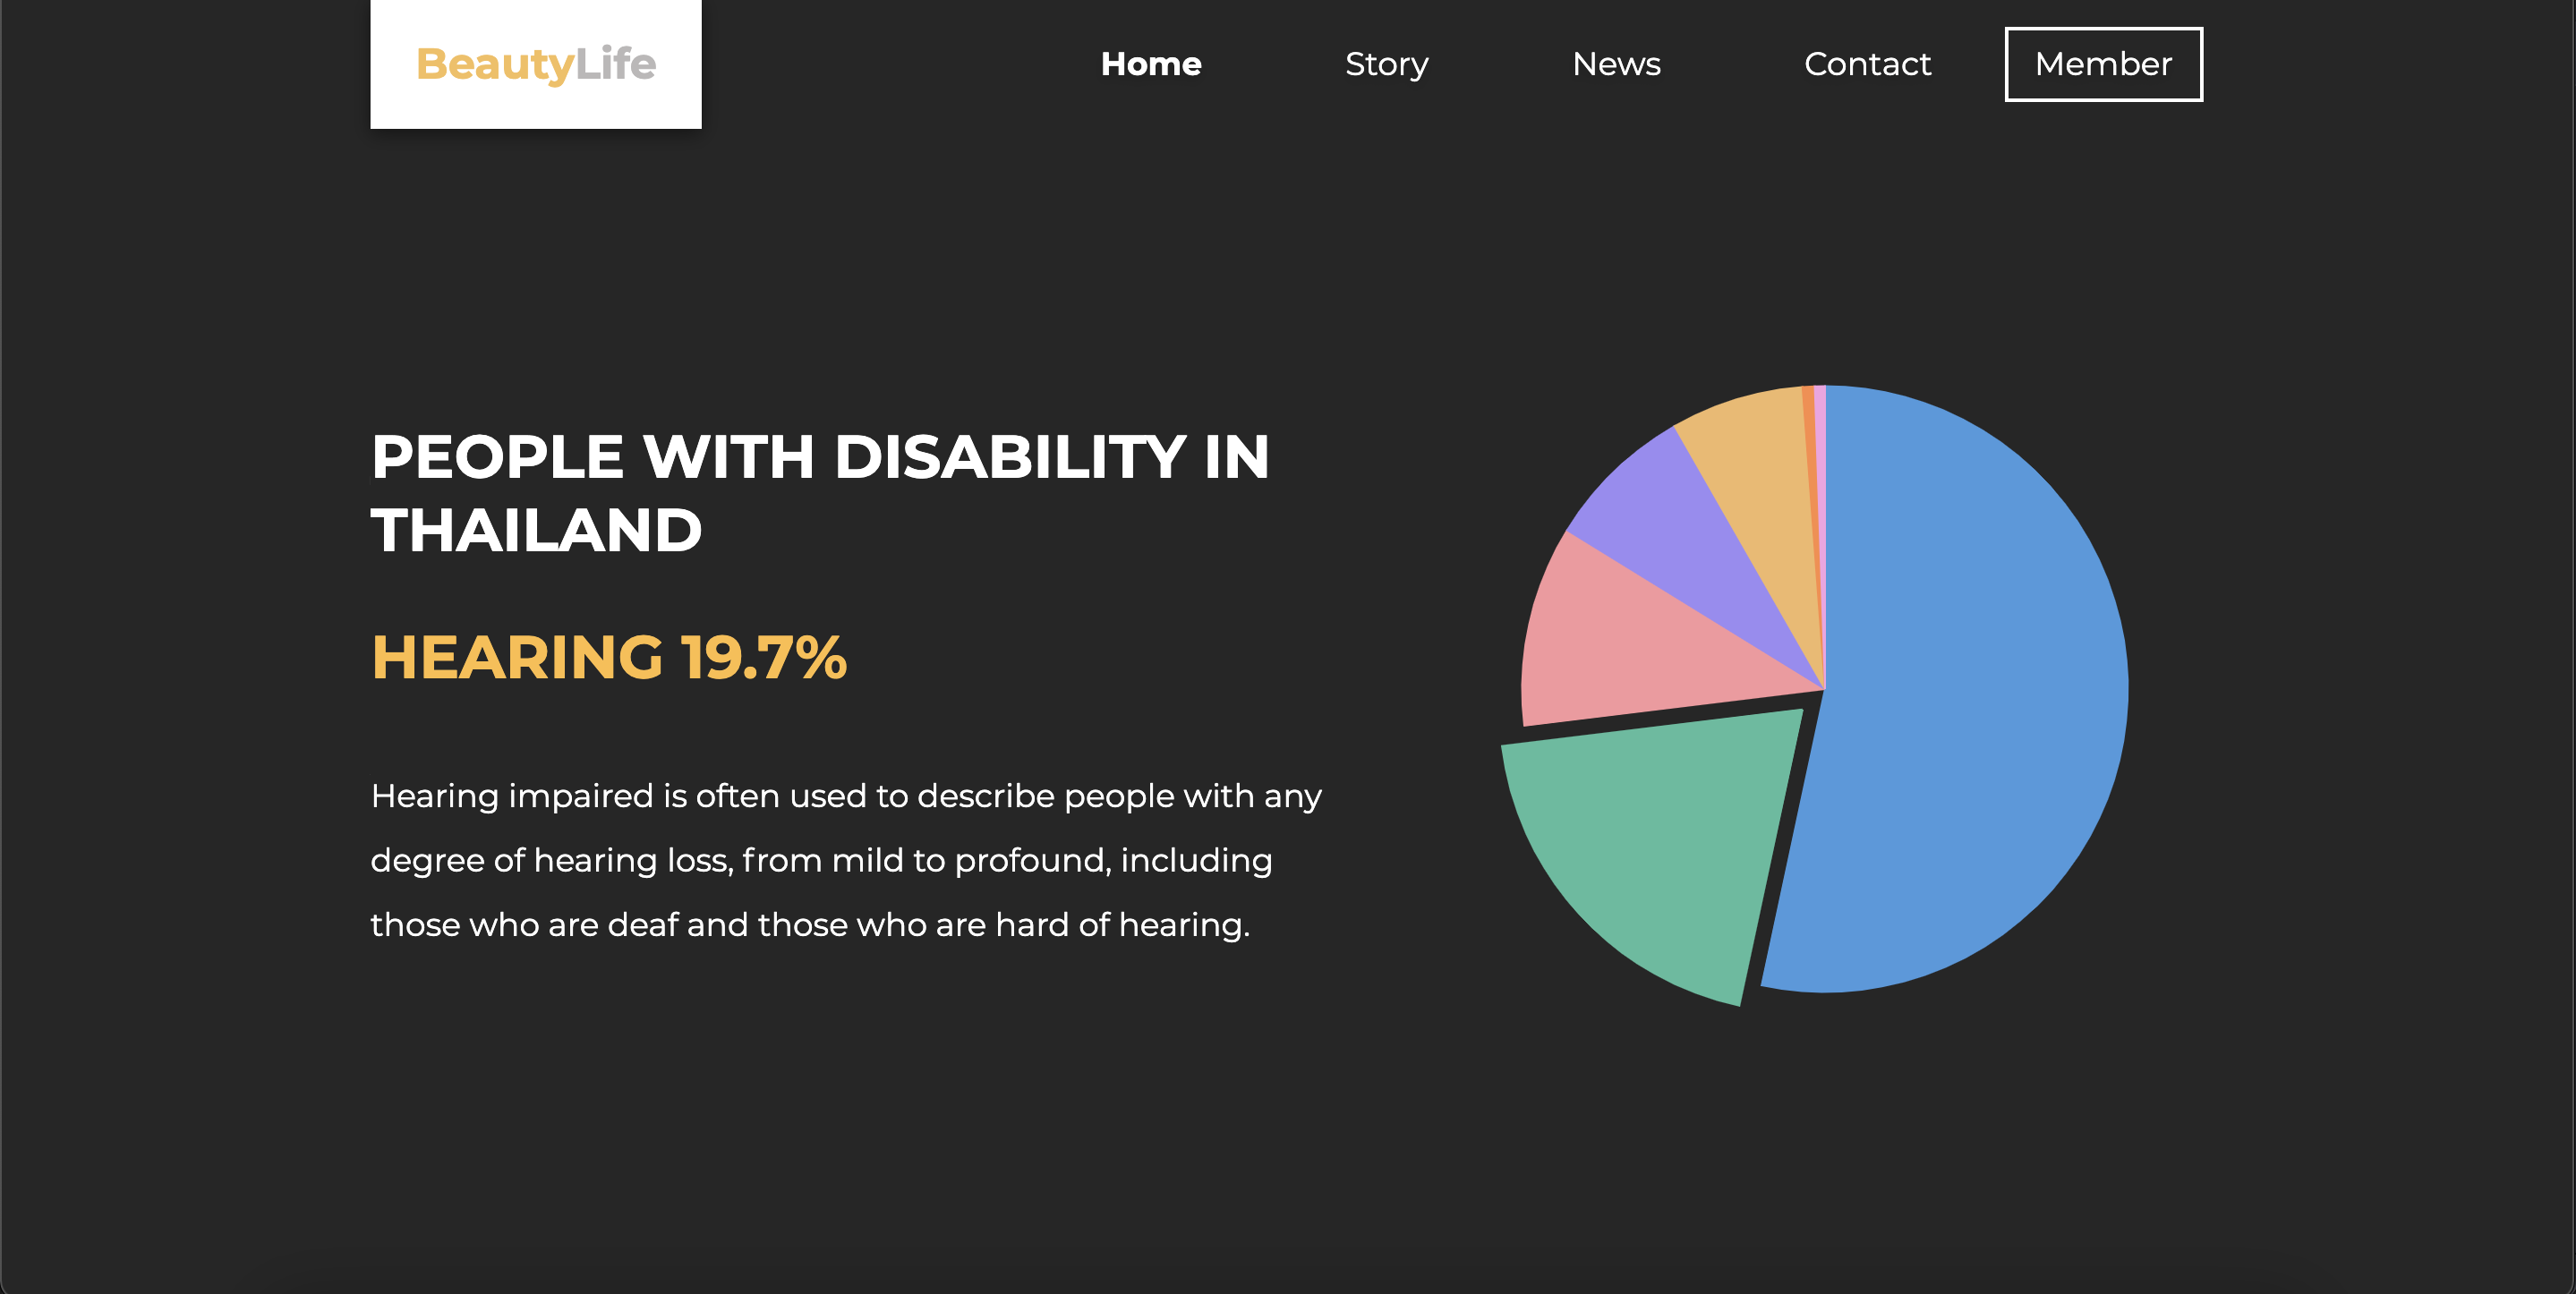 BeautyLife
Home Story News Contact Member
PEOPLE WITH DISABILITY IN
THAILAND
HEARING 19.7%
Hearing impaired is often used to describe people with any
degree of hearing loss, from mild to profound, including
those who are deaf and those who are hard of hearing.